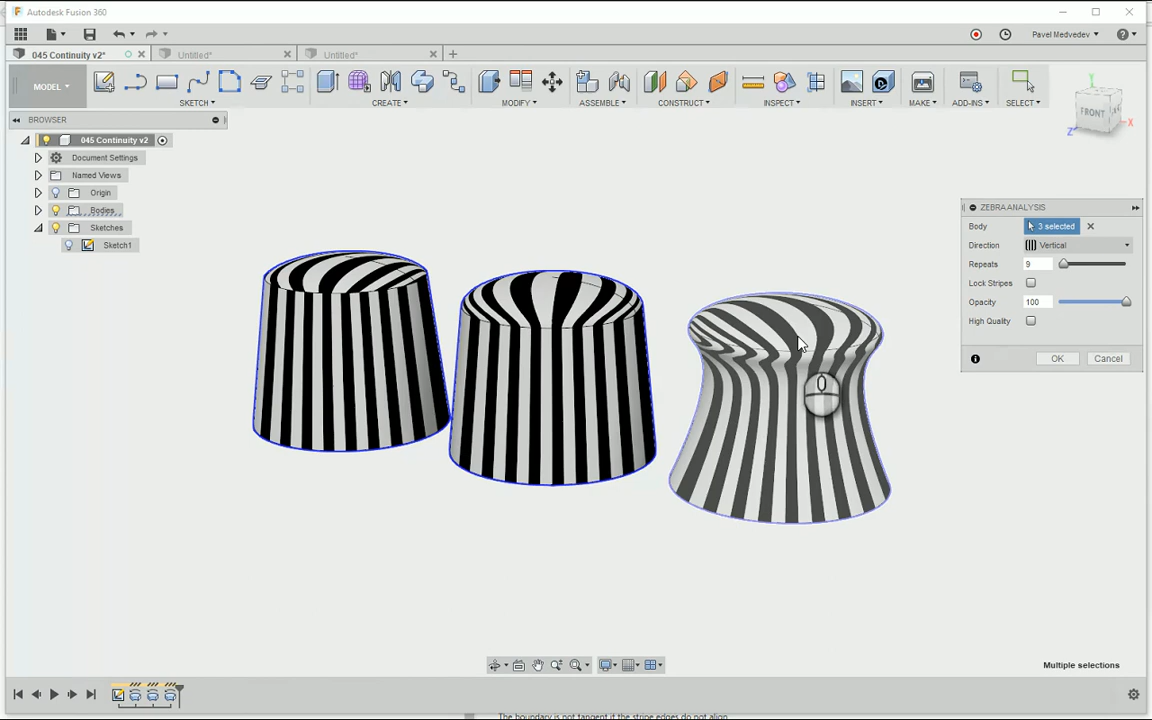 Autodesk Fusion 360
Pavel Medvedev
045 Continuity v2*
Untitled*
Untitled*
MODEL
SKETCH
CREATE
MODIFY
ASSEMBLE
CONSTRUCT
INSPECT
INSERT
MAKE
ADD-INS
SELECT
BROWSER
045 Continuity v2
Document Settings
Named Views
Origin
Bodies
Sketches
Sketch1
FRONT
X
Y
Z
ZEBRA ANALYSIS
Body 3 selected
Direction Vertical
Repeats 9
Lock Stripes
Opacity 100
High Quality
OK Cancel
Multiple selections
The boundary is not tangent if the stripe edges do not align